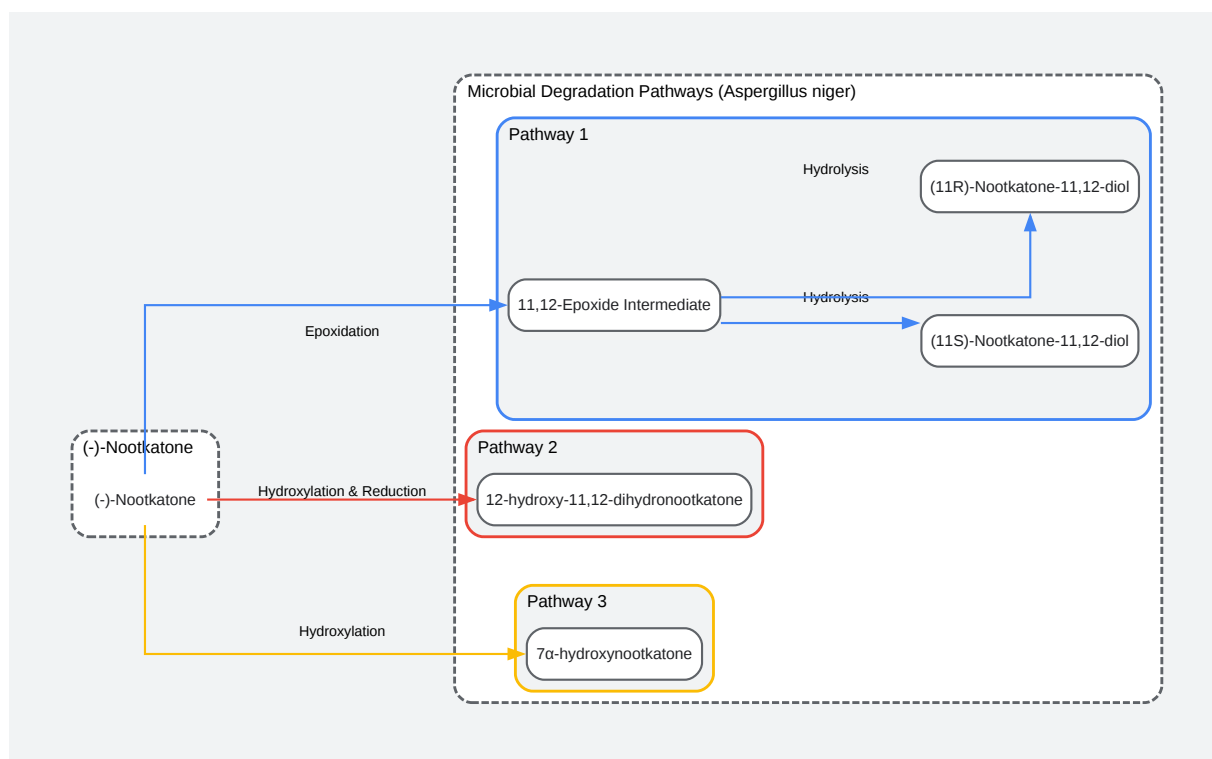 Microbial Degradation Pathways (Aspergillus niger)
Pathway 1
Hydrolysis
(11R)-Nootkatone-11,12-diol
11,12-Epoxide Intermediate
Hydrolysis
(11S)-Nootkatone-11,12-diol
Epoxidation
(-)-Nootkatone
(-)-Nootkatone
Hydroxylation & Reduction
Pathway 2
12-hydroxy-11,12-dihydronootkatone
Pathway 3
Hydroxylation
7α-hydroxynootkatone